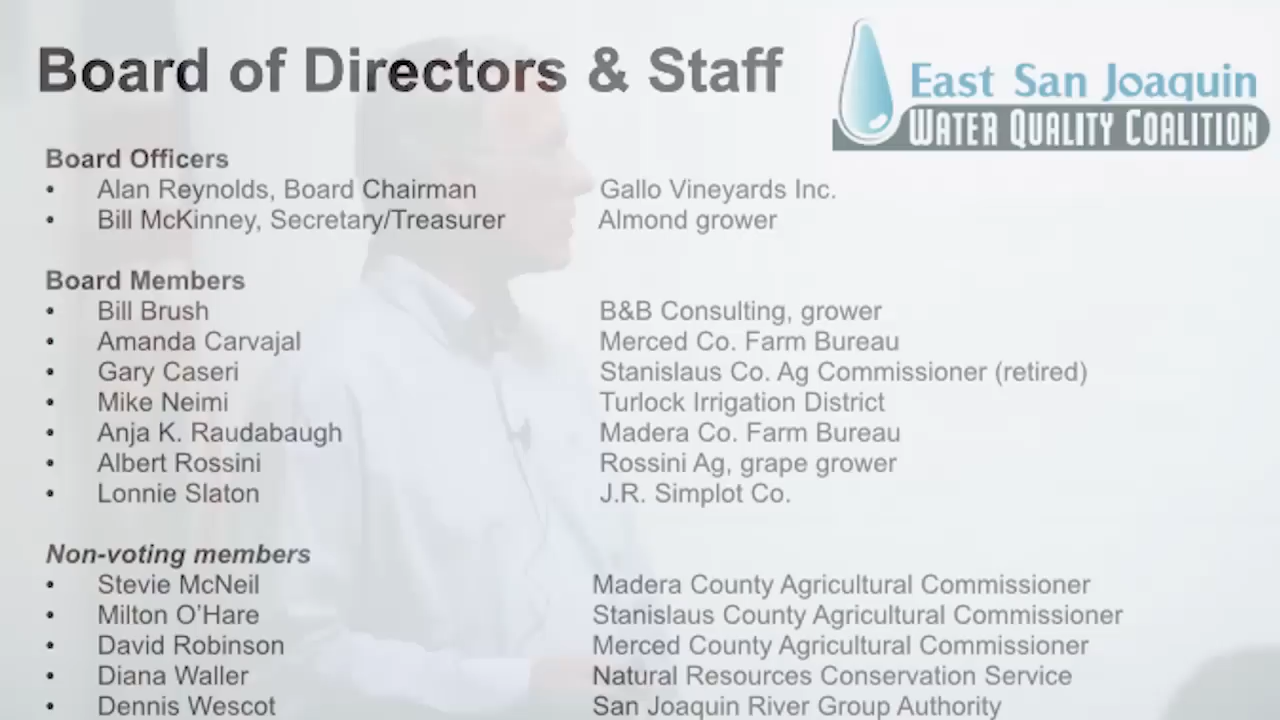 Board of Directors & Staff
East San Joaquin
WATER QUALITY COALITION
Board Officers
• Alan Reynolds, Board Chairman Gallo Vineyards Inc.
• Bill McKinney, Secretary/Treasurer Almond grower
Board Members
• Bill Brush B&B Consulting, grower
• Amanda Carvajal Merced Co. Farm Bureau
• Gary Caseri Stanislaus Co. Ag Commissioner (retired)
• Mike Neimi Turlock Irrigation District
• Anja K. Raudabaugh Madera Co. Farm Bureau
• Albert Rossini Rossini Ag, grape grower
• Lonnie Slaton J.R. Simplot Co.
Non-voting members
• Stevie McNeil Madera County Agricultural Commissioner
• Milton O’Hare Stanislaus County Agricultural Commissioner
• David Robinson Merced County Agricultural Commissioner
• Diana Waller Natural Resources Conservation Service
• Dennis Wescot San Joaquin River Group Authority